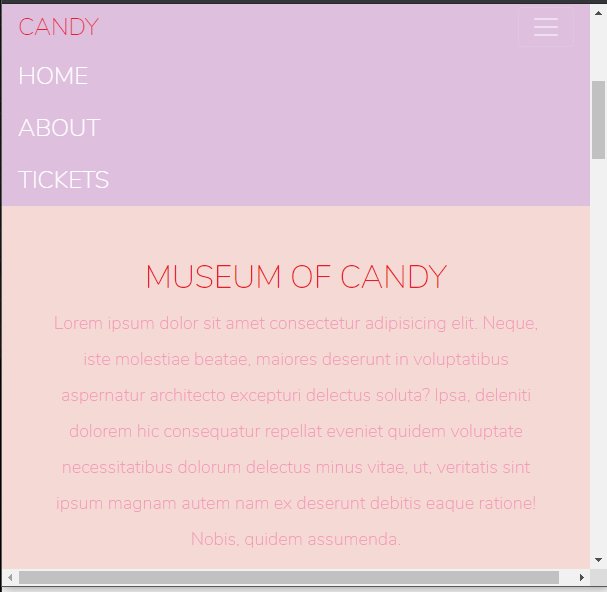 CANDY
HOME
ABOUT
TICKETS
MUSEUM OF CANDY
Lorem ipsum dolor sit amet consectetur adipisicing elit. Neque,
iste molestiae beatae, maiores deserunt in voluptatibus
aspernatur architecto excepturi delectus soluta? Ipsa, deleniti
dolorem hic consequatur repellat eveniet quidem voluptate
necessitatibus dolorum delectus minus vitae, ut, veritatis sint
ipsum magnam autem nam ex deserunt debitis eaque ratione!
Nobis, quidem assumenda.